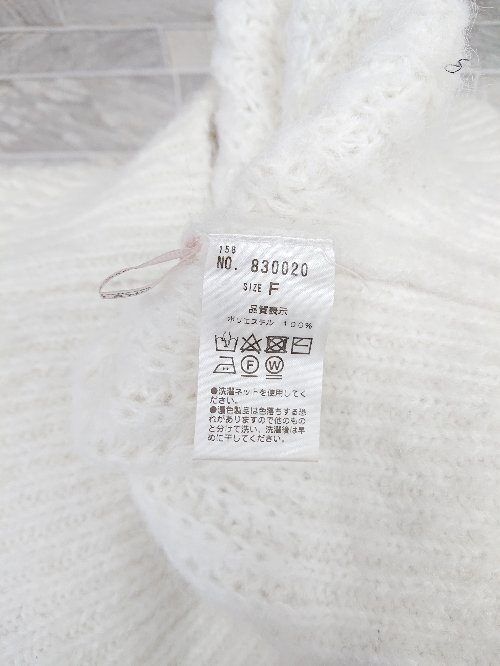 158
NO. 830020
SIZE F
品質表示
ポリエステル 100%
F W
●洗濯ネットを使用してく
ださい。
●濃色製品は色落ちする恐
れがありますので他のもの
と分けて洗い、洗濯後は早
めに干してください。